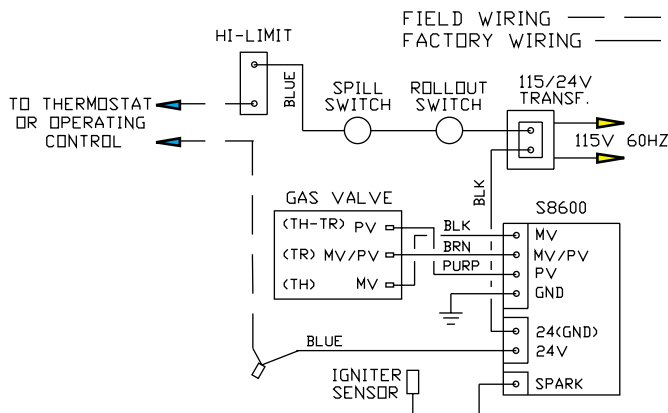 FIELD WIRING
FACTORY WIRING
HI-LIMIT
BLUE
SPILL
SWITCH
ROLLOUT
SWITCH
115/24V
TRANSF.
TO THERMOSTAT
OR OPERATING
CONTROL
115V 60HZ
BLK
GAS VALVE
(TH-TR) PV
(TR) MV/PV
(TH) MV
BLK
BRN
PURP
S8600
MV
MV/PV
PV
GND
24(GND)
24V
SPARK
BLUE
IGNITER
SENSOR